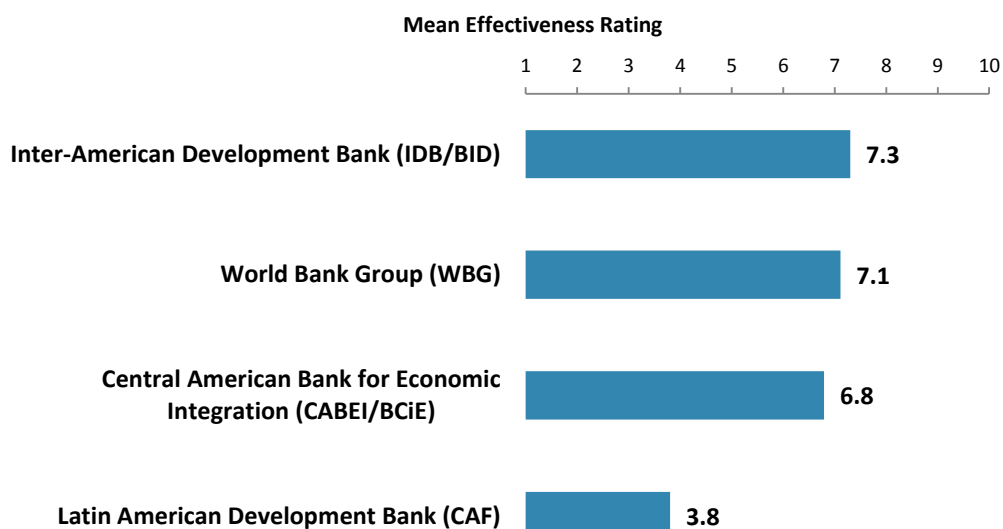 Mean Effectiveness Rating
1 2 3 4 5 6 7 8 9 10
Inter-American Development Bank (IDB/BID) 7.3
World Bank Group (WBG) 7.1
Central American Bank for Economic
Integration (CABEI/BCiE) 6.8
Latin American Development Bank (CAF) 3.8